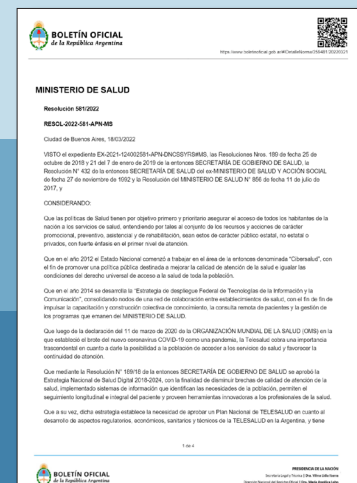 BOLETÍN OFICIAL
de la República Argentina
MINISTERIO DE SALUD
Resolución 581/2022
RESOL-2022-581-APN-MS
Ciudad de Buenos Aires, 18/03/2022
VISTO el expediente EX-2021-124002581-APN-DNCSSYRS#MS, las Resoluciones Nros. 189 de fecha 25 de
octubre de 2018 y 21 del 7 de enero de 2019 de la entonces SECRETARÍA DE GOBIERNO DE SALUD, la
Resolución N° 432 de la entonces SECRETARÍA DE SALUD del ex-MINISTERIO DE SALUD Y ACCIÓN SOCIAL
de fecha 27 de noviembre de 1992 y la Resolución del MINISTERIO DE SALUD N° 856 de fecha 11 de julio de
2017, y
CONSIDERANDO:
Que las políticas de Salud tienen por objetivo primero y prioritario asegurar el acceso de todos los habitantes de la
nación a los servicios de salud, entendiendo por tales al conjunto de los recursos y acciones de carácter
promocional, preventivo, asistencial y de rehabilitación, sean estos de carácter público estatal, no estatal o
privados, con fuerte énfasis en el primer nivel de atención.
Que en el año 2012 el Estado Nacional comenzó a trabajar en el área de la entonces denominada "Cibersalud", con
el fin de promover una política pública destinada a mejorar la calidad de atención de la salud e igualar las
condiciones del derecho universal de acceso a la salud de toda la población.
Que en el año 2014 se desarrolla la "Estrategia de despliegue Federal de Tecnologías de la Información y la
Comunicación", consolidando nodos de una red de colaboración entre establecimientos de salud, con el fin de fin de
impulsar la capacitación y construcción colectiva de conocimiento, la consulta remota de pacientes y la gestión de
los programas que emanen del MINISTERIO DE SALUD.
Que luego de la declaración del 11 de marzo de 2020 de la ORGANIZACIÓN MUNDIAL DE LA SALUD (OMS) en la
que estableció el brote del nuevo coronavirus COVID-19 como una pandemia, la Telesalud cobra una importancia
trascendental en cuanto a darle la posibilidad a la población de acceder a los servicios de salud y favorecer la
continuidad de atención.
Que mediante la Resolución N° 189/18 de la entonces SECRETARÍA DE GOBIERNO DE SALUD se aprobó la
Estrategia Nacional de Salud Digital 2018-2024, con la finalidad de disminuir brechas de calidad de atención de la
salud, implementado sistemas de información que identifican las necesidades de la población, permiten el
seguimiento longitudinal e integral del paciente y proveen herramientas innovadoras a los profesionales de la salud.
Que a su vez, dicha estrategia establece la necesidad de aprobar un Plan Nacional de TELESALUD en cuanto al
desarrollo de aspectos regulatorios, económicos, sanitarios y técnicos de la TELESALUD en la Argentina, y tiene
1 de 4
BOLETÍN OFICIAL
de la República Argentina
PRESIDENCIA DE LA NACIÓN